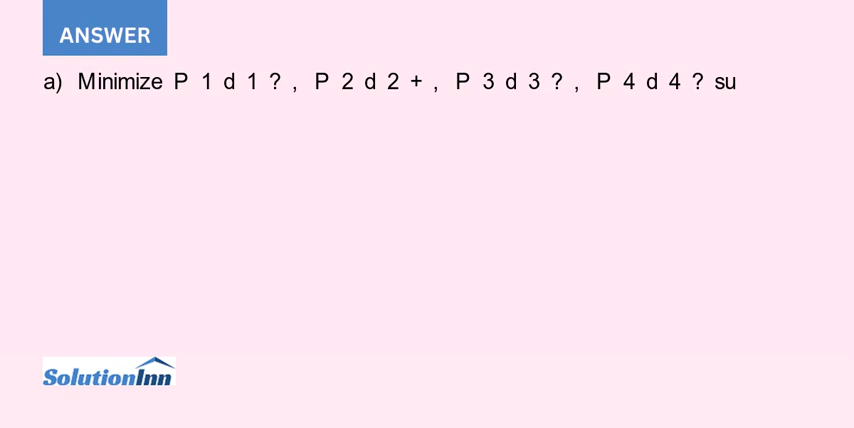 ANSWER
a) Minimize P 1 d 1 ? , P 2 d 2 + , P 3 d 3 ? , P 4 d 4 ? su
SolutionInn